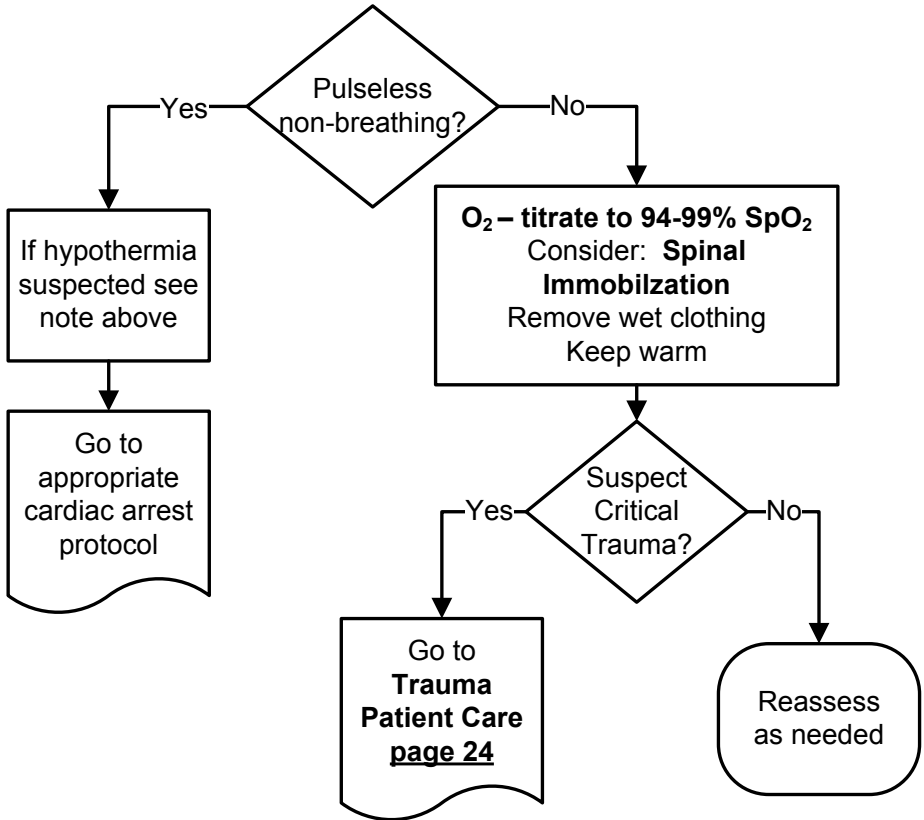 Pulseless
non-breathing?
Yes
No
If hypothermia
suspected see
note above
O₂ – titrate to 94-99% SpO₂
Consider: Spinal
Immobilzation
Remove wet clothing
Keep warm
Go to
appropriate
cardiac arrest
protocol
Suspect
Critical
Trauma?
Yes
No
Go to
Trauma
Patient Care
page 24
Reassess
as needed